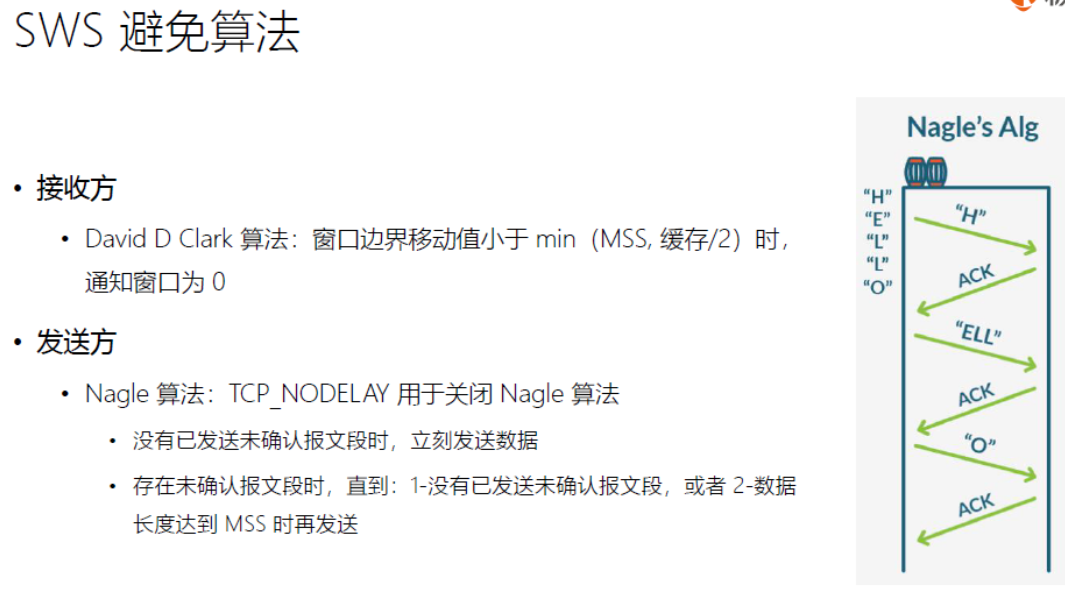 SWS 避免算法
• 接收方
• David D Clark 算法：窗口边界移动值小于 min（MSS, 缓存/2）时，
通知窗口为 0
• 发送方
• Nagle 算法：TCP_NODELAY 用于关闭 Nagle 算法
• 没有已发送未确认报文段时，立刻发送数据
• 存在未确认报文段时，直到：1-没有已发送未确认报文段，或者 2-数据
长度达到 MSS 时再发送
Nagle's Alg
“H”
“E”
“L”
“L”
“O”
“H”
ACK
“ELL”
ACK
“O”
ACK